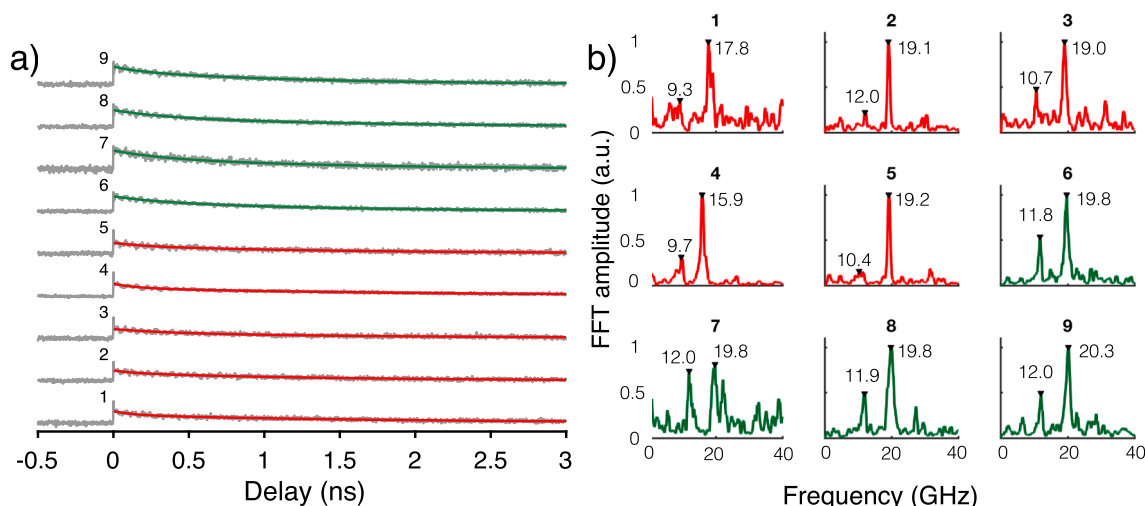 a)
9
8
7
6
5
4
3
2
1
-0.5 0 0.5 1 1.5 2 2.5 3
Delay (ns)
b)
FFT amplitude (a.u.)
1 2 3
1
0.5
0
9.3 17.8
12.0 19.1
10.7 19.0
4 5 6
1
0.5
0
9.7 15.9
10.4 19.2
11.8 19.8
7 8 9
1
0.5
0
12.0 19.8
11.9 19.8
12.0 20.3
0 20 40 0 20 40 0 20 40
Frequency (GHz)